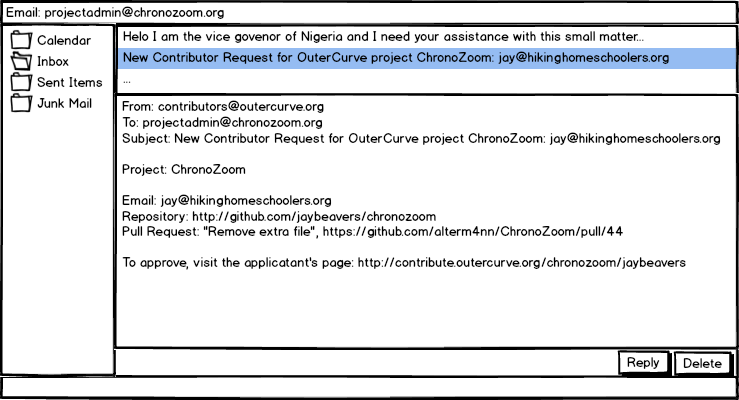 Email: projectadmin@chronozoom.org
Calendar
Inbox
Sent Items
Junk Mail
Helo I am the vice govenor of Nigeria and I need your assistance with this small matter...
New Contributor Request for OuterCurve project ChronoZoom: jay@hikinghomeschoolers.org
...
From: contributors@outercurve.org
To: projectadmin@chronozoom.org
Subject: New Contributor Request for OuterCurve project ChronoZoom: jay@hikinghomeschoolers.org
Project: ChronoZoom
Email: jay@hikinghomeschoolers.org
Repository: http://github.com/jaybeavers/chronozoom
Pull Request: "Remove extra file", https://github.com/alterm4nn/ChronoZoom/pull/44
To approve, visit the applicatant's page: http://contribute.outercurve.org/chronozoom/jaybeavers
Reply
Delete